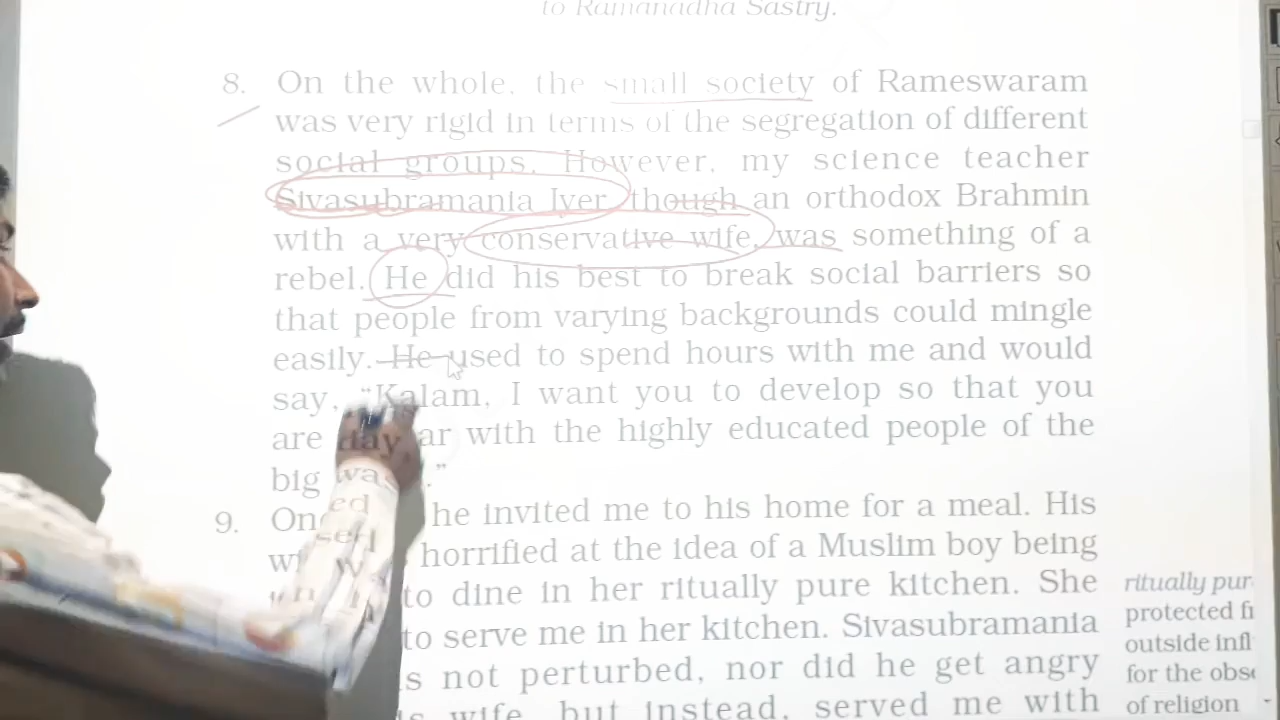 to Ramanadha Sastry.
8. On the whole, the small society of Rameswaram
was very rigid in terms of the segregation of different
social groups. However, my science teacher
Sivasubramania Iyer, though an orthodox Brahmin
with a very conservative wife, was something of a
rebel. He did his best to break social barriers so
that people from varying backgrounds could mingle
easily. He used to spend hours with me and would
say, “Kalam, I want you to develop so that you
are with the highly educated people of the
big
9. he invited me to his home for a meal. His
horrified at the idea of a Muslim boy being
to dine in her ritually pure kitchen. She
to serve me in her kitchen. Sivasubramania
not perturbed, nor did he get angry
wife, but instead, served me with
ritually pur
protected
outside infl
for the obs
of religion